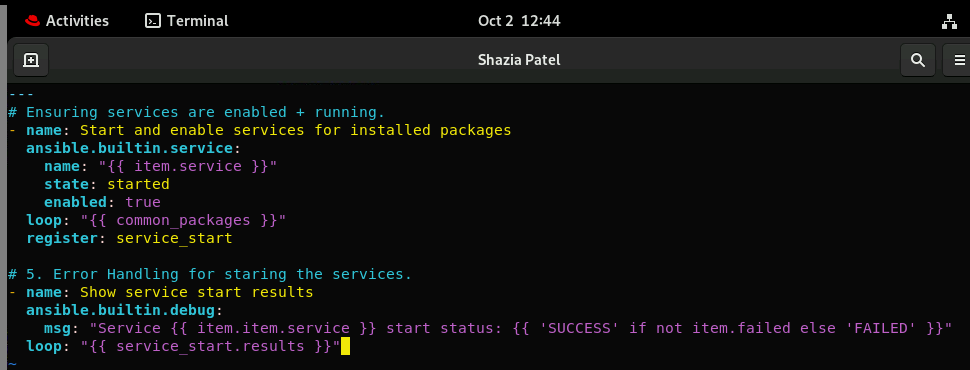 Activities
Terminal
Oct 2 12:44
Shazia Patel
---
# Ensuring services are enabled + running.
- name: Start and enable services for installed packages
  ansible.builtin.service:
    name: "{{ item.service }}"
    state: started
    enabled: true
  loop: "{{ common_packages }}"
  register: service_start

# 5. Error Handling for staring the services.
- name: Show service start results
  ansible.builtin.debug:
    msg: "Service {{ item.item.service }} start status: {{ 'SUCCESS' if not item.failed else 'FAILED' }}"
  loop: "{{ service_start.results }}"
~